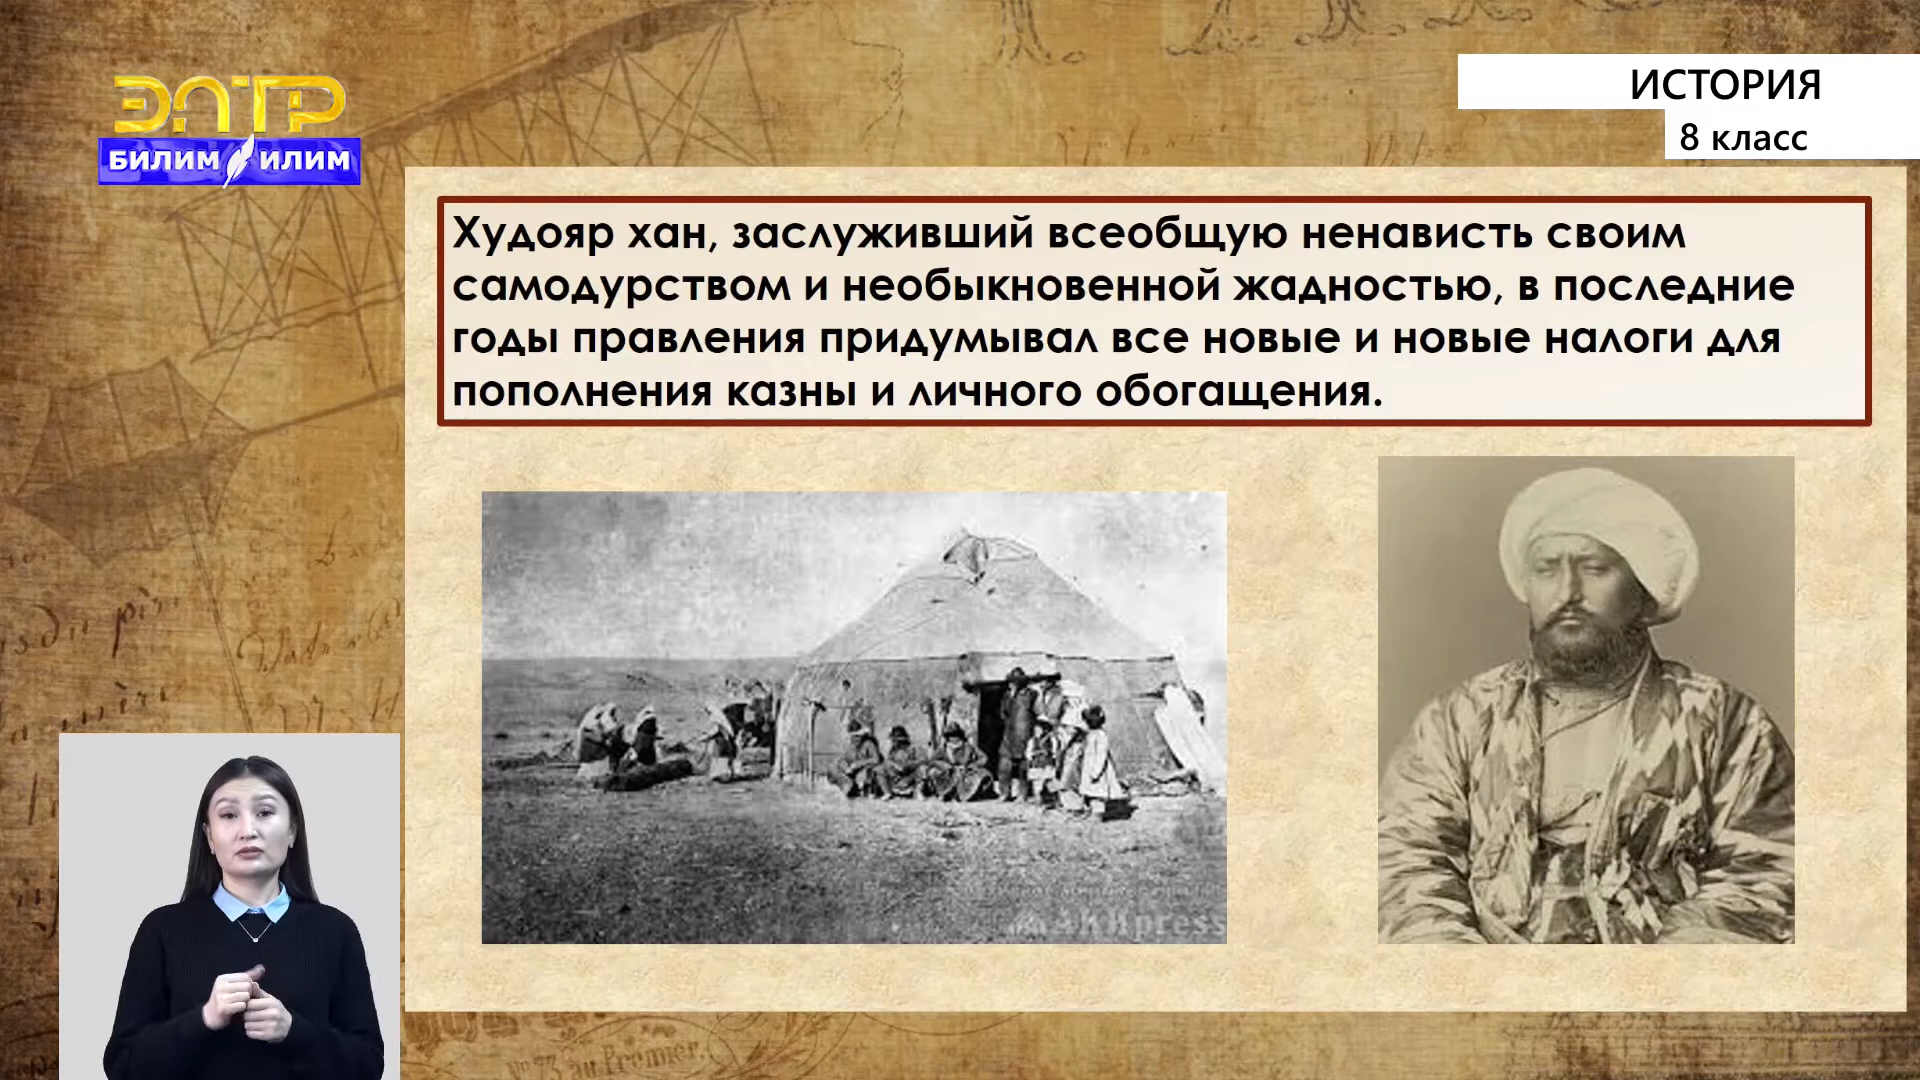 ЭЛТР
БИЛИМ ИЛИМ
ИСТОРИЯ
8 класс
Худояр хан, заслуживший всеобщую ненависть своим
самодурством и необыкновенной жадностью, в последние
годы правления придумывал все новые и новые налоги для
пополнения казны и личного обогащения.
AKHpress